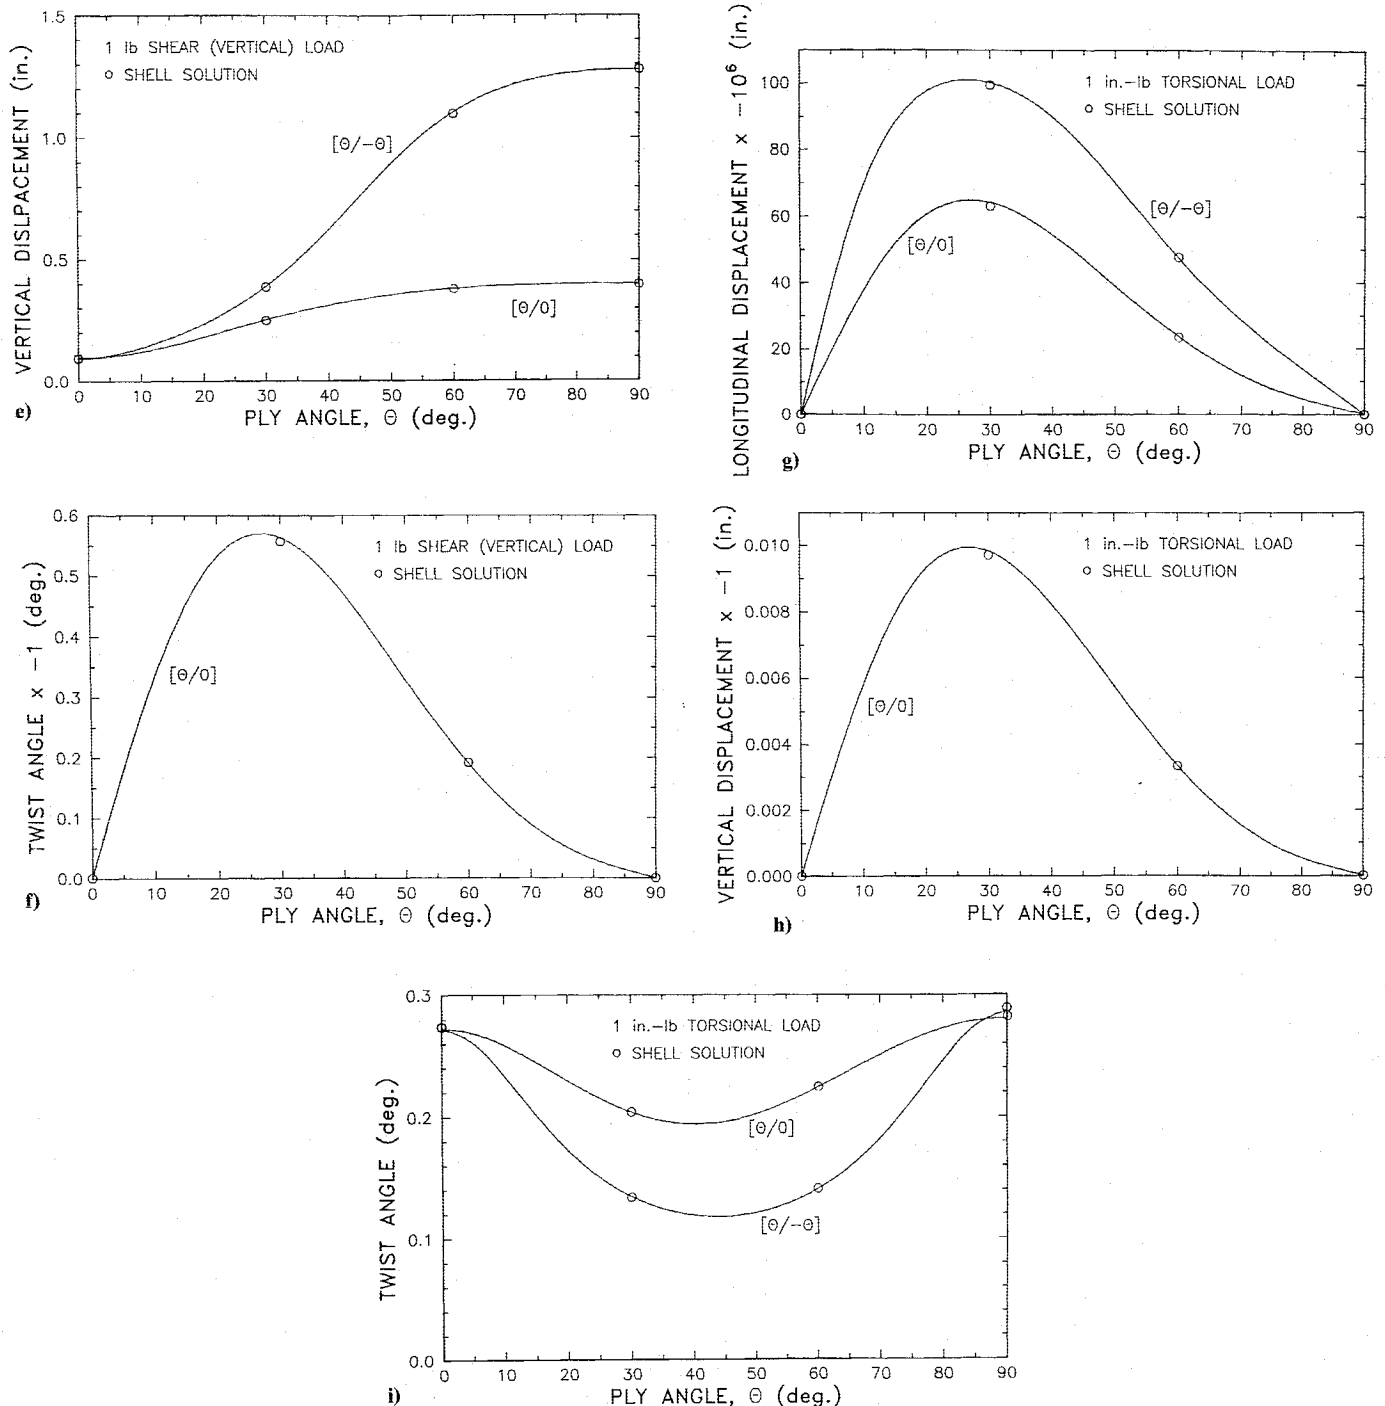 VERTICAL DISLPACEMENT (in.)
1.5
1.0
0.5
0.0
1 lb SHEAR (VERTICAL) LOAD
o SHELL SOLUTION
[Θ/-Θ]
[Θ/0]
0 10 20 30 40 50 60 70 80 90
PLY ANGLE, Θ (deg.)
e)
LONGITUDINAL DISPLACEMENT x -10⁶ (in.)
100
80
60
40
20
0
1 in.-lb TORSIONAL LOAD
o SHELL SOLUTION
[Θ/-Θ]
[Θ/0]
0 10 20 30 40 50 60 70 80 90
PLY ANGLE, Θ (deg.)
g)
TWIST ANGLE x -1 (deg.)
0.6
0.5
0.4
0.3
0.2
0.1
0.0
1 lb SHEAR (VERTICAL) LOAD
o SHELL SOLUTION
[Θ/0]
0 10 20 30 40 50 60 70 80 90
PLY ANGLE, Θ (deg.)
f)
VERTICAL DISPLACEMENT x -1 (in.)
0.010
0.008
0.006
0.004
0.002
0.000
1 in.-lb TORSIONAL LOAD
o SHELL SOLUTION
[Θ/0]
0 10 20 30 40 50 60 70 80 90
PLY ANGLE, Θ (deg.)
h)
TWIST ANGLE (deg.)
0.3
0.2
0.1
0.0
1 in.-lb TORSIONAL LOAD
o SHELL SOLUTION
[Θ/0]
[Θ/-Θ]
0 10 20 30 40 50 60 70 80 90
PLY ANGLE, Θ (deg.)
i)